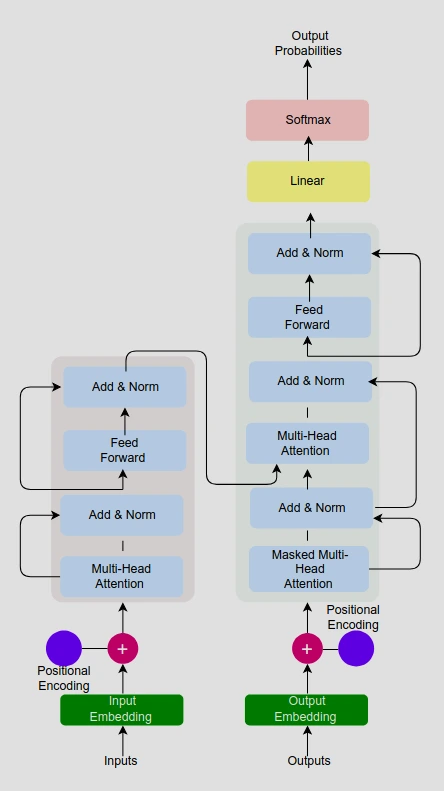 Output
Probabilities
Softmax
Linear
Add & Norm
Feed
Forward
Add & Norm
Multi-Head
Attention
Add & Norm
Masked Multi-
Head
Attention
Positional
Encoding
+
Output
Embedding
Outputs
Add & Norm
Feed
Forward
Add & Norm
Multi-Head
Attention
+
Positional
Encoding
Input
Embedding
Inputs